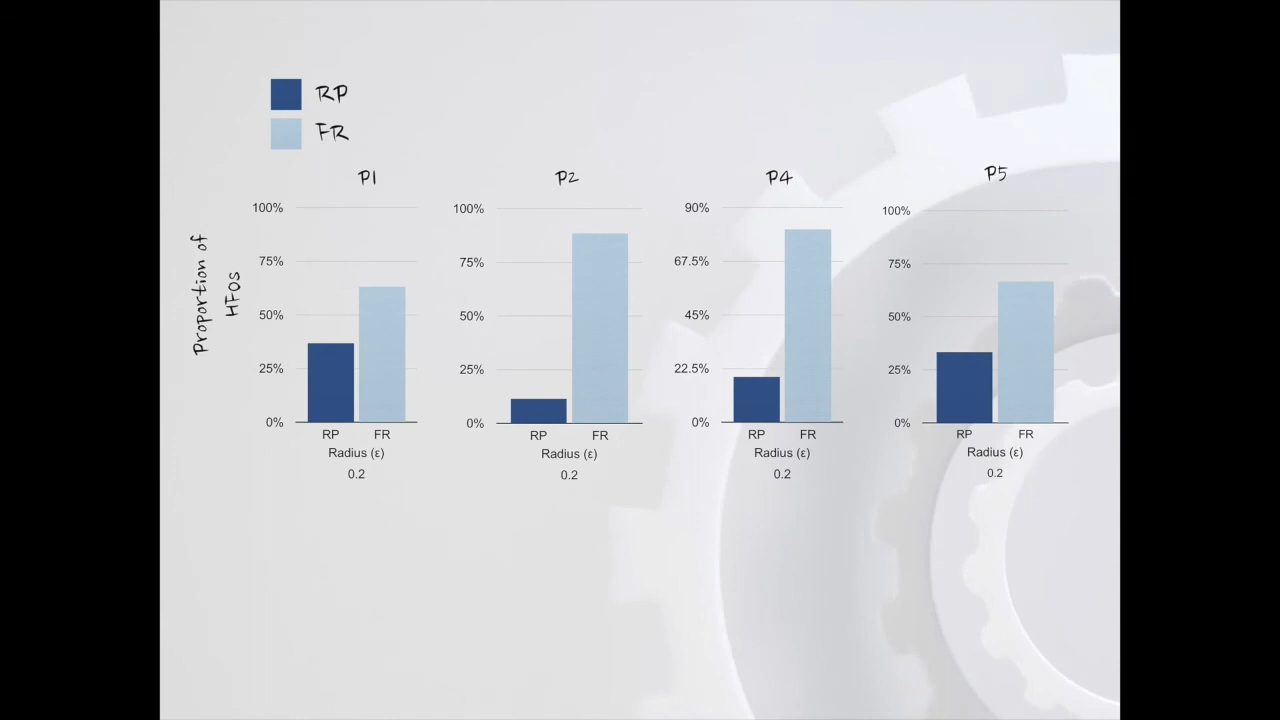 RP
FR
P1
P2
P4
P5
Proportion of
HFOs
100%
75%
50%
25%
0%
RP FR
Radius (ε)
0.2
100%
75%
50%
25%
0%
RP FR
Radius (ε)
0.2
90%
67.5%
45%
22.5%
0%
RP FR
Radius (ε)
0.2
100%
75%
50%
25%
0%
RP FR
Radius (ε)
0.2